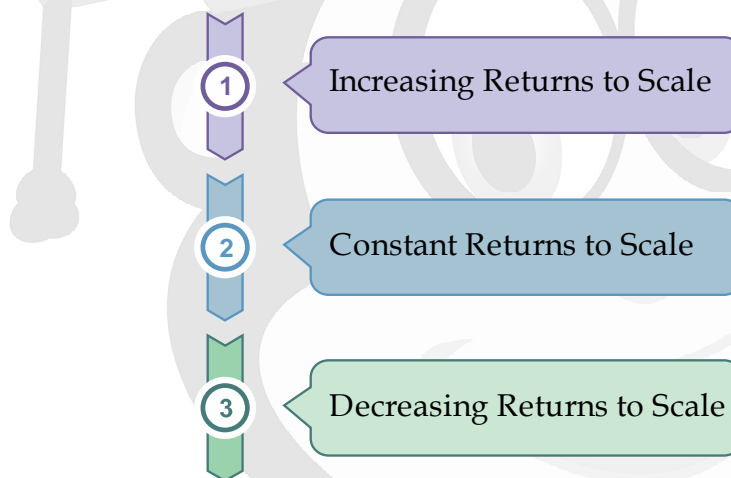 1
Increasing Returns to Scale
2
Constant Returns to Scale
3
Decreasing Returns to Scale